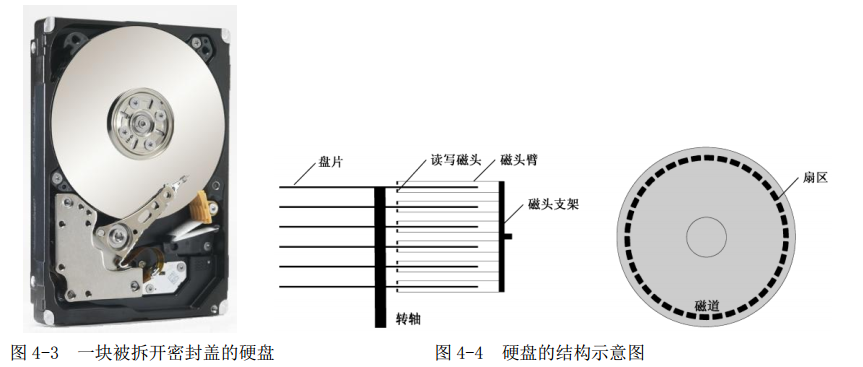 盘片
读写磁头
磁头臂
磁头支架
转轴
扇区
磁道
图 4-3 一块被拆开密封盖的硬盘
图 4-4 硬盘的结构示意图